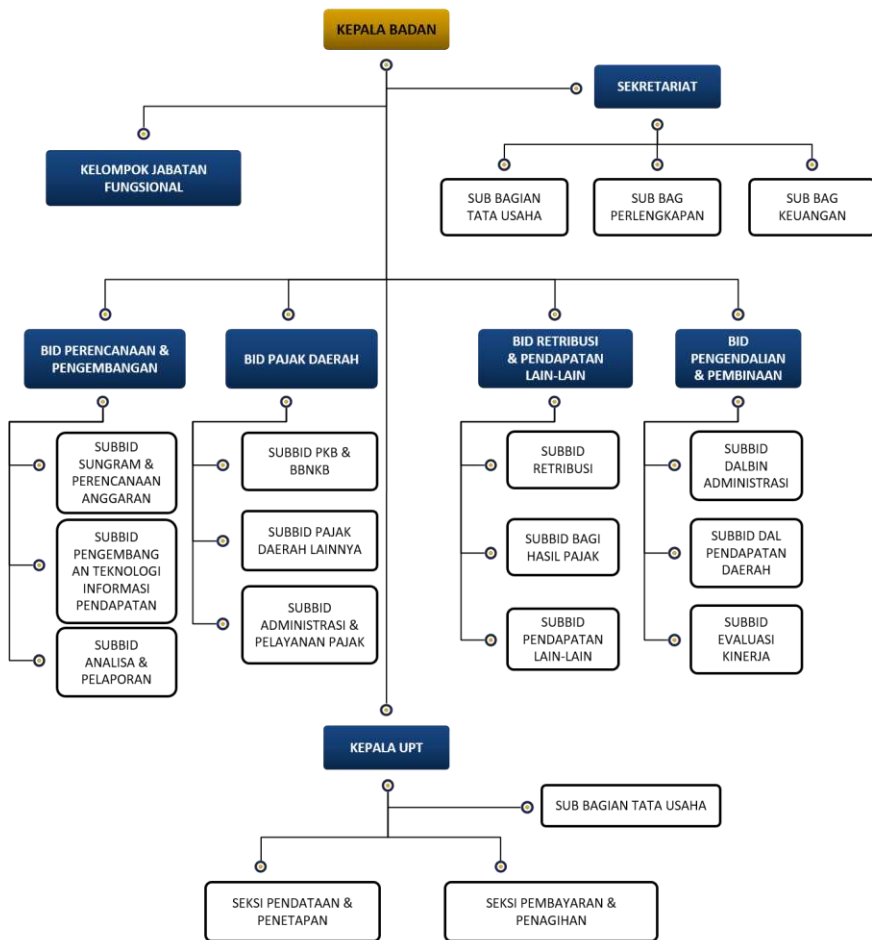 KEPALA BADAN
SEKRETARIAT
KELOMPOK JABATAN
FUNGSIONAL
SUB BAGIAN
TATA USAHA
SUB BAG
PERLENGKAPAN
SUB BAG
KEUANGAN
BID PERENCANAAN &
PENGEMBANGAN
BID PAJAK DAERAH
BID RETRIBUSI
& PENDAPATAN
LAIN-LAIN
BID
PENGENDALIAN
& PEMBINAAN
SUBBID
SUNGRAM &
PERENCANAAN
ANGGARAN
SUBBID
PENGEMBANG
AN TEKNOLOGI
INFORMASI
PENDAPATAN
SUBBID
ANALISA &
PELAPORAN
SUBBID PKB &
BBNKB
SUBBID PAJAK
DAERAH LAINNYA
SUBBID
ADMINISTRASI &
PELAYANAN PAJAK
SUBBID
RETRIBUSI
SUBBID BAGI
HASIL PAJAK
SUBBID
PENDAPATAN
LAIN-LAIN
SUBBID
DALBIN
ADMINISTRASI
SUBBID DAL
PENDAPATAN
DAERAH
SUBBID
EVALUASI
KINERJA
KEPALA UPT
SUB BAGIAN TATA USAHA
SEKSI PENDATAAN &
PENETAPAN
SEKSI PEMBAYARAN &
PENAGIHAN